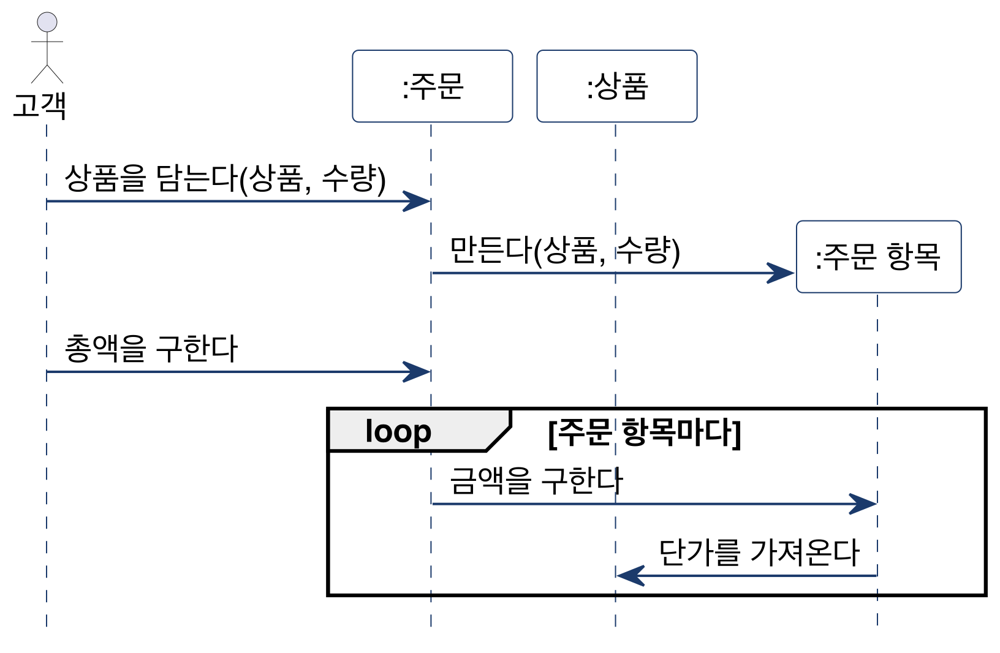 고객
:주문
:상품
상품을 담는다(상품, 수량)
만든다(상품, 수량)
:주문 항목
총액을 구한다
loop
[주문 항목마다]
금액을 구한다
단가를 가져온다